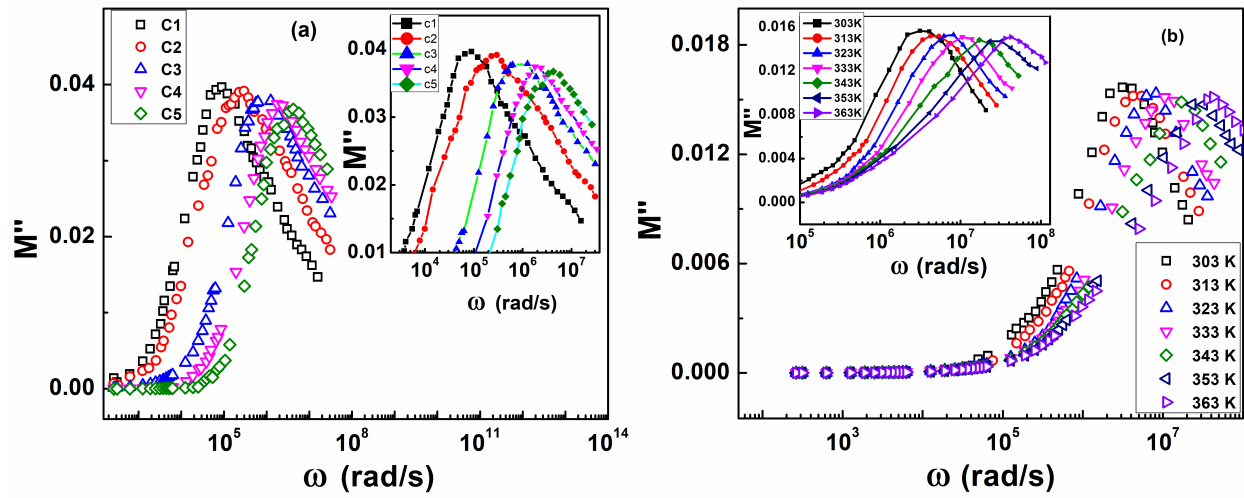 (a)
C1
C2
C3
C4
C5
M''
0.04
0.02
0.00
10^5
10^8
10^11
10^14
ω (rad/s)
c1
c2
c3
c4
c5
M''
0.04
0.03
0.02
0.01
10^4
10^5
10^6
10^7
ω (rad/s)
(b)
M''
0.018
0.012
0.006
0.000
10^3
10^5
10^7
ω (rad/s)
303 K
313 K
323 K
333 K
343 K
353 K
363 K
303K
313K
323K
333K
343K
353K
363K
M''
0.016
0.012
0.008
0.004
0.000
10^5
10^6
10^7
10^8
ω (rad/s)